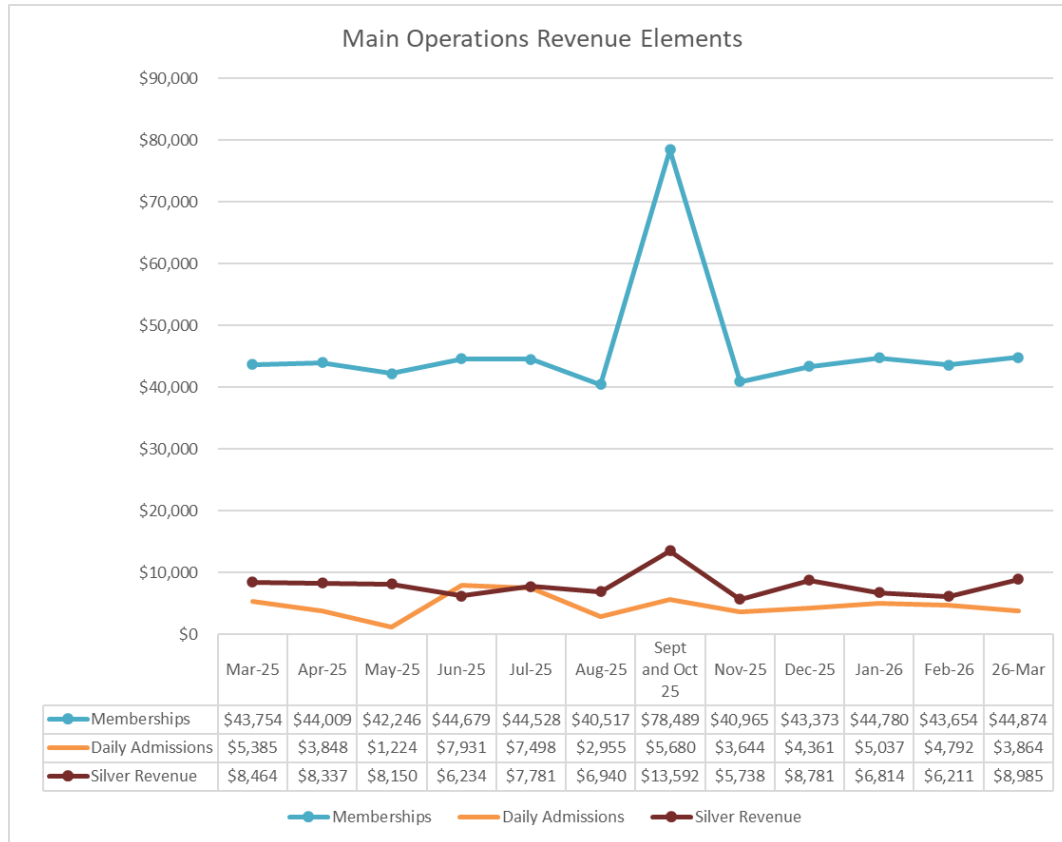 Main Operations Revenue Elements
$90,000
$80,000
$70,000
$60,000
$50,000
$40,000
$30,000
$20,000
$10,000
$0
Mar-25 Apr-25 May-25 Jun-25 Jul-25 Aug-25 Sept and Oct 25 Nov-25 Dec-25 Jan-26 Feb-26 26-Mar
Memberships $43,754 $44,009 $42,246 $44,679 $44,528 $40,517 $78,489 $40,965 $43,373 $44,780 $43,654 $44,874
Daily Admissions $5,385 $3,848 $1,224 $7,931 $7,498 $2,955 $5,680 $3,644 $4,361 $5,037 $4,792 $3,864
Silver Revenue $8,464 $8,337 $8,150 $6,234 $7,781 $6,940 $13,592 $5,738 $8,781 $6,814 $6,211 $8,985
Memberships Daily Admissions Silver Revenue